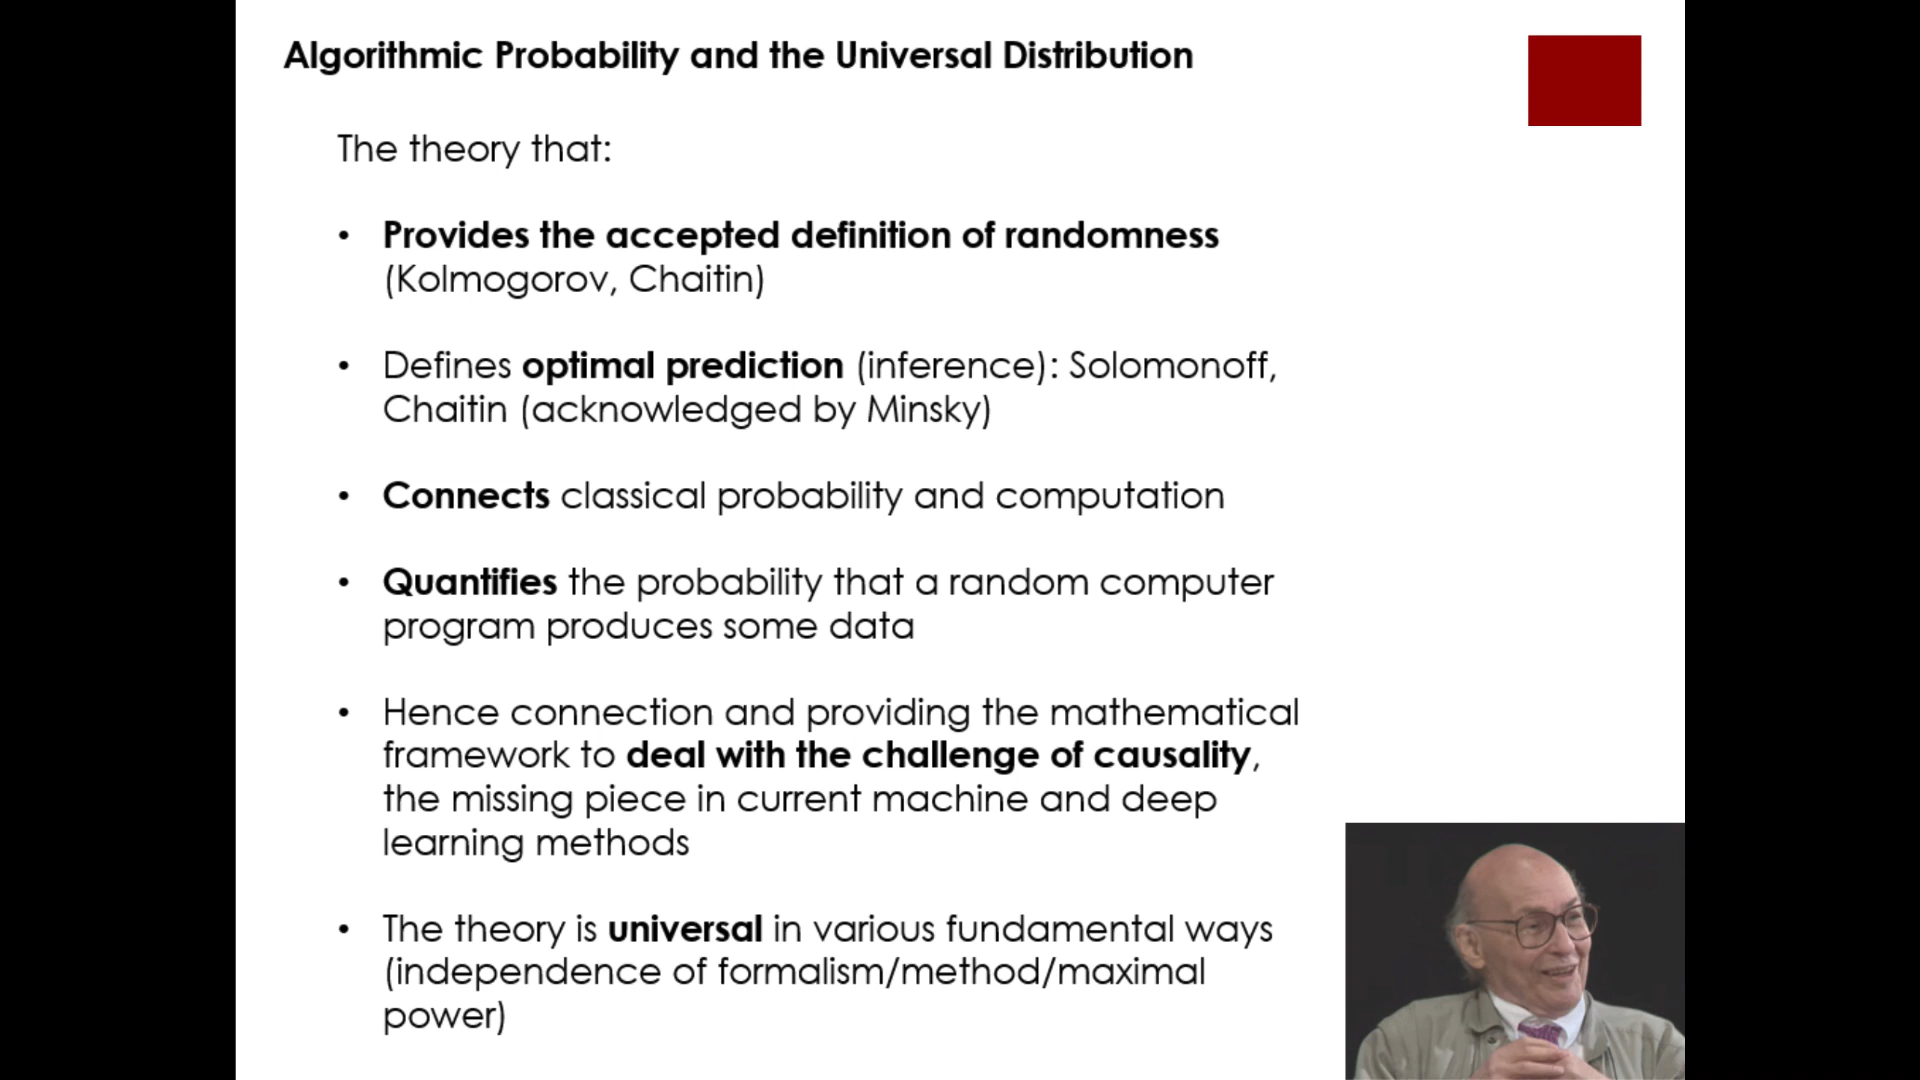 Algorithmic Probability and the Universal Distribution
The theory that:
• Provides the accepted definition of randomness
(Kolmogorov, Chaitin)
• Defines optimal prediction (inference): Solomonoff,
Chaitin (acknowledged by Minsky)
• Connects classical probability and computation
• Quantifies the probability that a random computer
program produces some data
• Hence connection and providing the mathematical
framework to deal with the challenge of causality,
the missing piece in current machine and deep
learning methods
• The theory is universal in various fundamental ways
(independence of formalism/method/maximal
power)